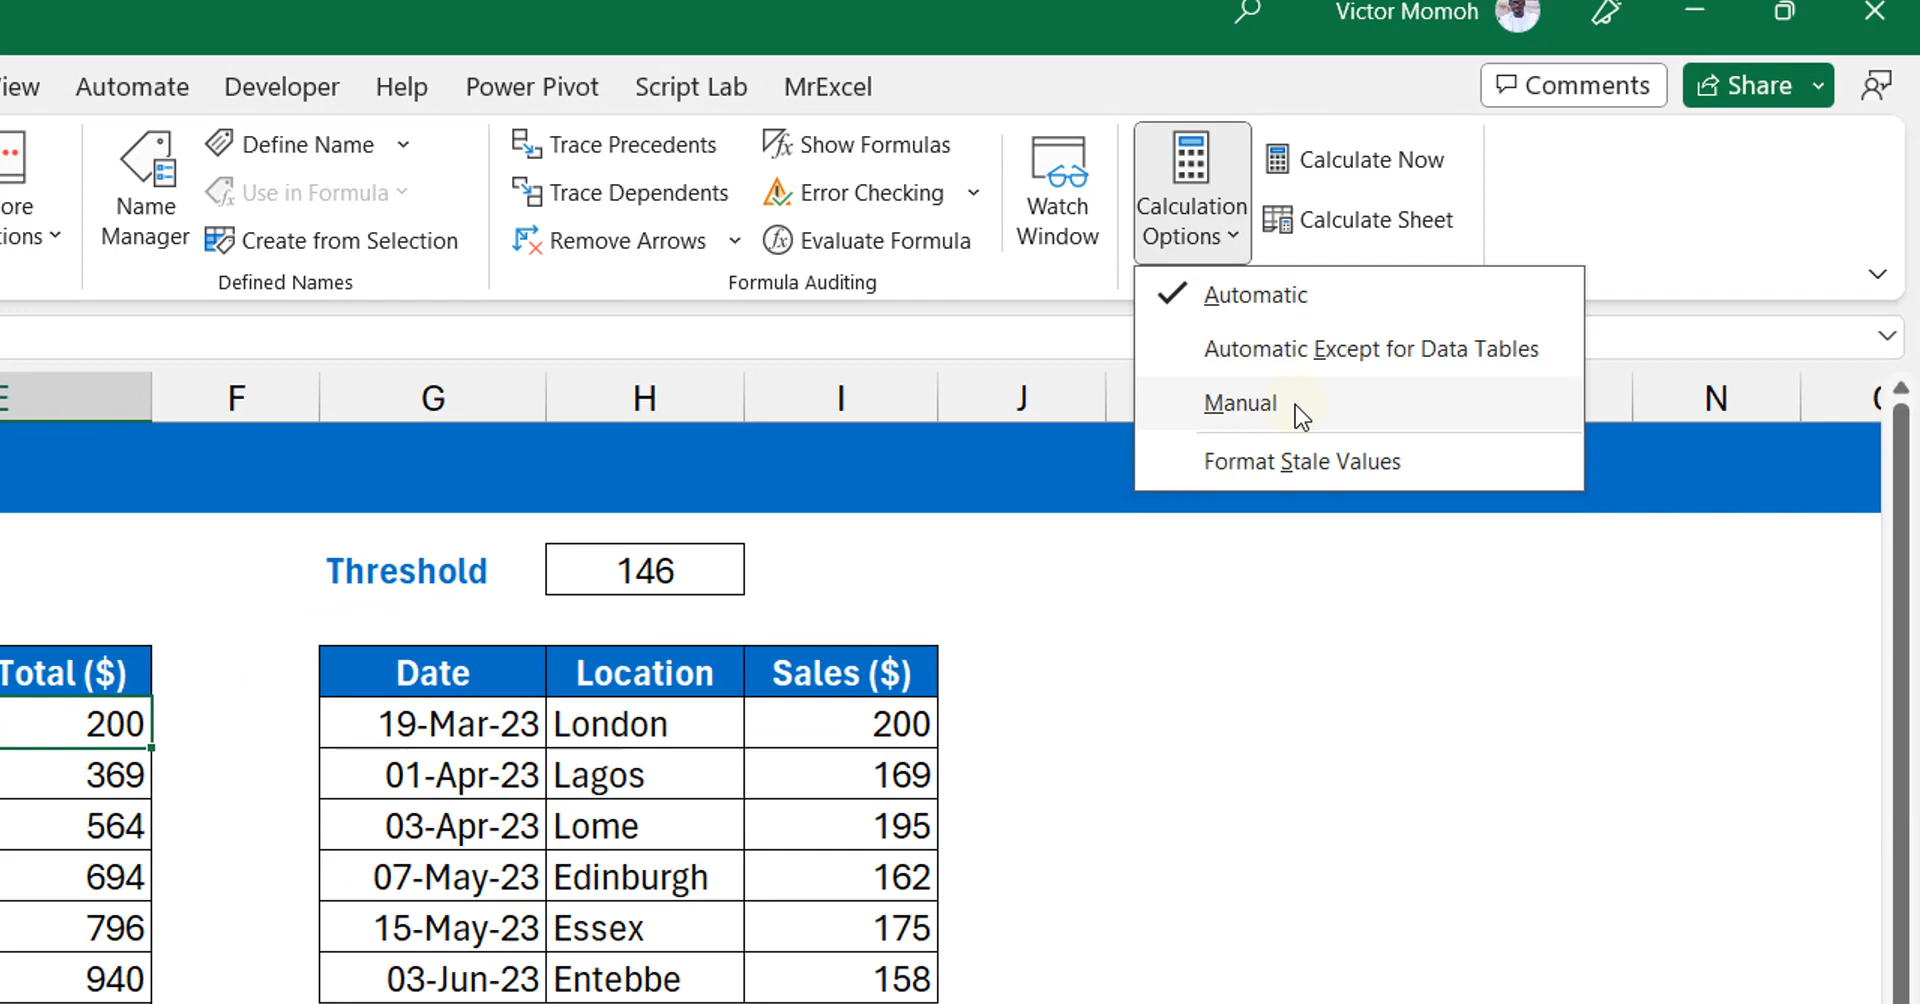 Victor Momoh
iew Automate Developer Help Power Pivot Script Lab MrExcel Comments Share
ore
ions
Name
Manager
Define Name
Use in Formula
Create from Selection
Defined Names
Trace Precedents
Trace Dependents
Remove Arrows
Show Formulas
Error Checking
Evaluate Formula
Formula Auditing
Watch
Window
Calculation
Options
Calculate Now
Calculate Sheet
Automatic
Automatic Except for Data Tables
Manual
Format Stale Values
E F G H I J N
Threshold 146
Total ($) Date Location Sales ($)
200 19-Mar-23 London 200
369 01-Apr-23 Lagos 169
564 03-Apr-23 Lome 195
694 07-May-23 Edinburgh 162
796 15-May-23 Essex 175
940 03-Jun-23 Entebbe 158